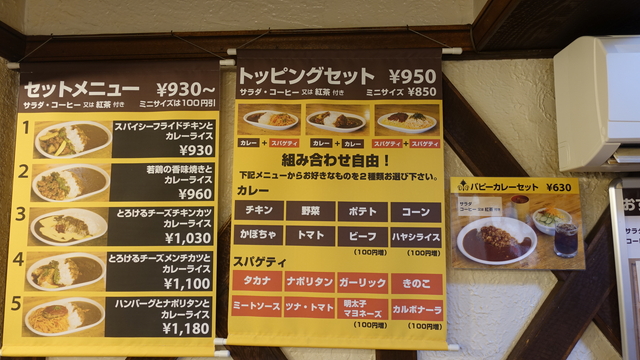 セットメニュー ¥930~
サラダ・コーヒー又は紅茶 付き ミニサイズは100円引
1 スパイシーフライドチキンと
カレーライス
¥930
2 若鶏の香味焼きと
カレーライス
¥960
3 とろけるチーズチキンカツ
カレーライス
¥1,030
4 とろけるチーズメンチカツと
カレーライス
¥1,100
5 ハンバーグとナポリタンと
カレーライス
¥1,180
トッピングセット ¥950
サラダ・コーヒー又は紅茶 付き ミニサイズ ¥850
カレー+スパゲティ カレー+カレー スパゲティ+スパゲティ
組み合わせ自由!
下記メニューからお好きなものを2種類お選び下さい。
カレー
チキン 野菜 ポテト コーン
かぼちゃ トマト ビーフ ハヤシライス
(100円増) (100円増)
スパゲティ
タカナ ナポリタン ガーリック きのこ
ミートソース ツナ・トマト 明太子マヨネーズ カルボナーラ
(100円増) (100円増)
ベビーカレーセット ¥630
サラダ
コーヒー又は紅茶 付